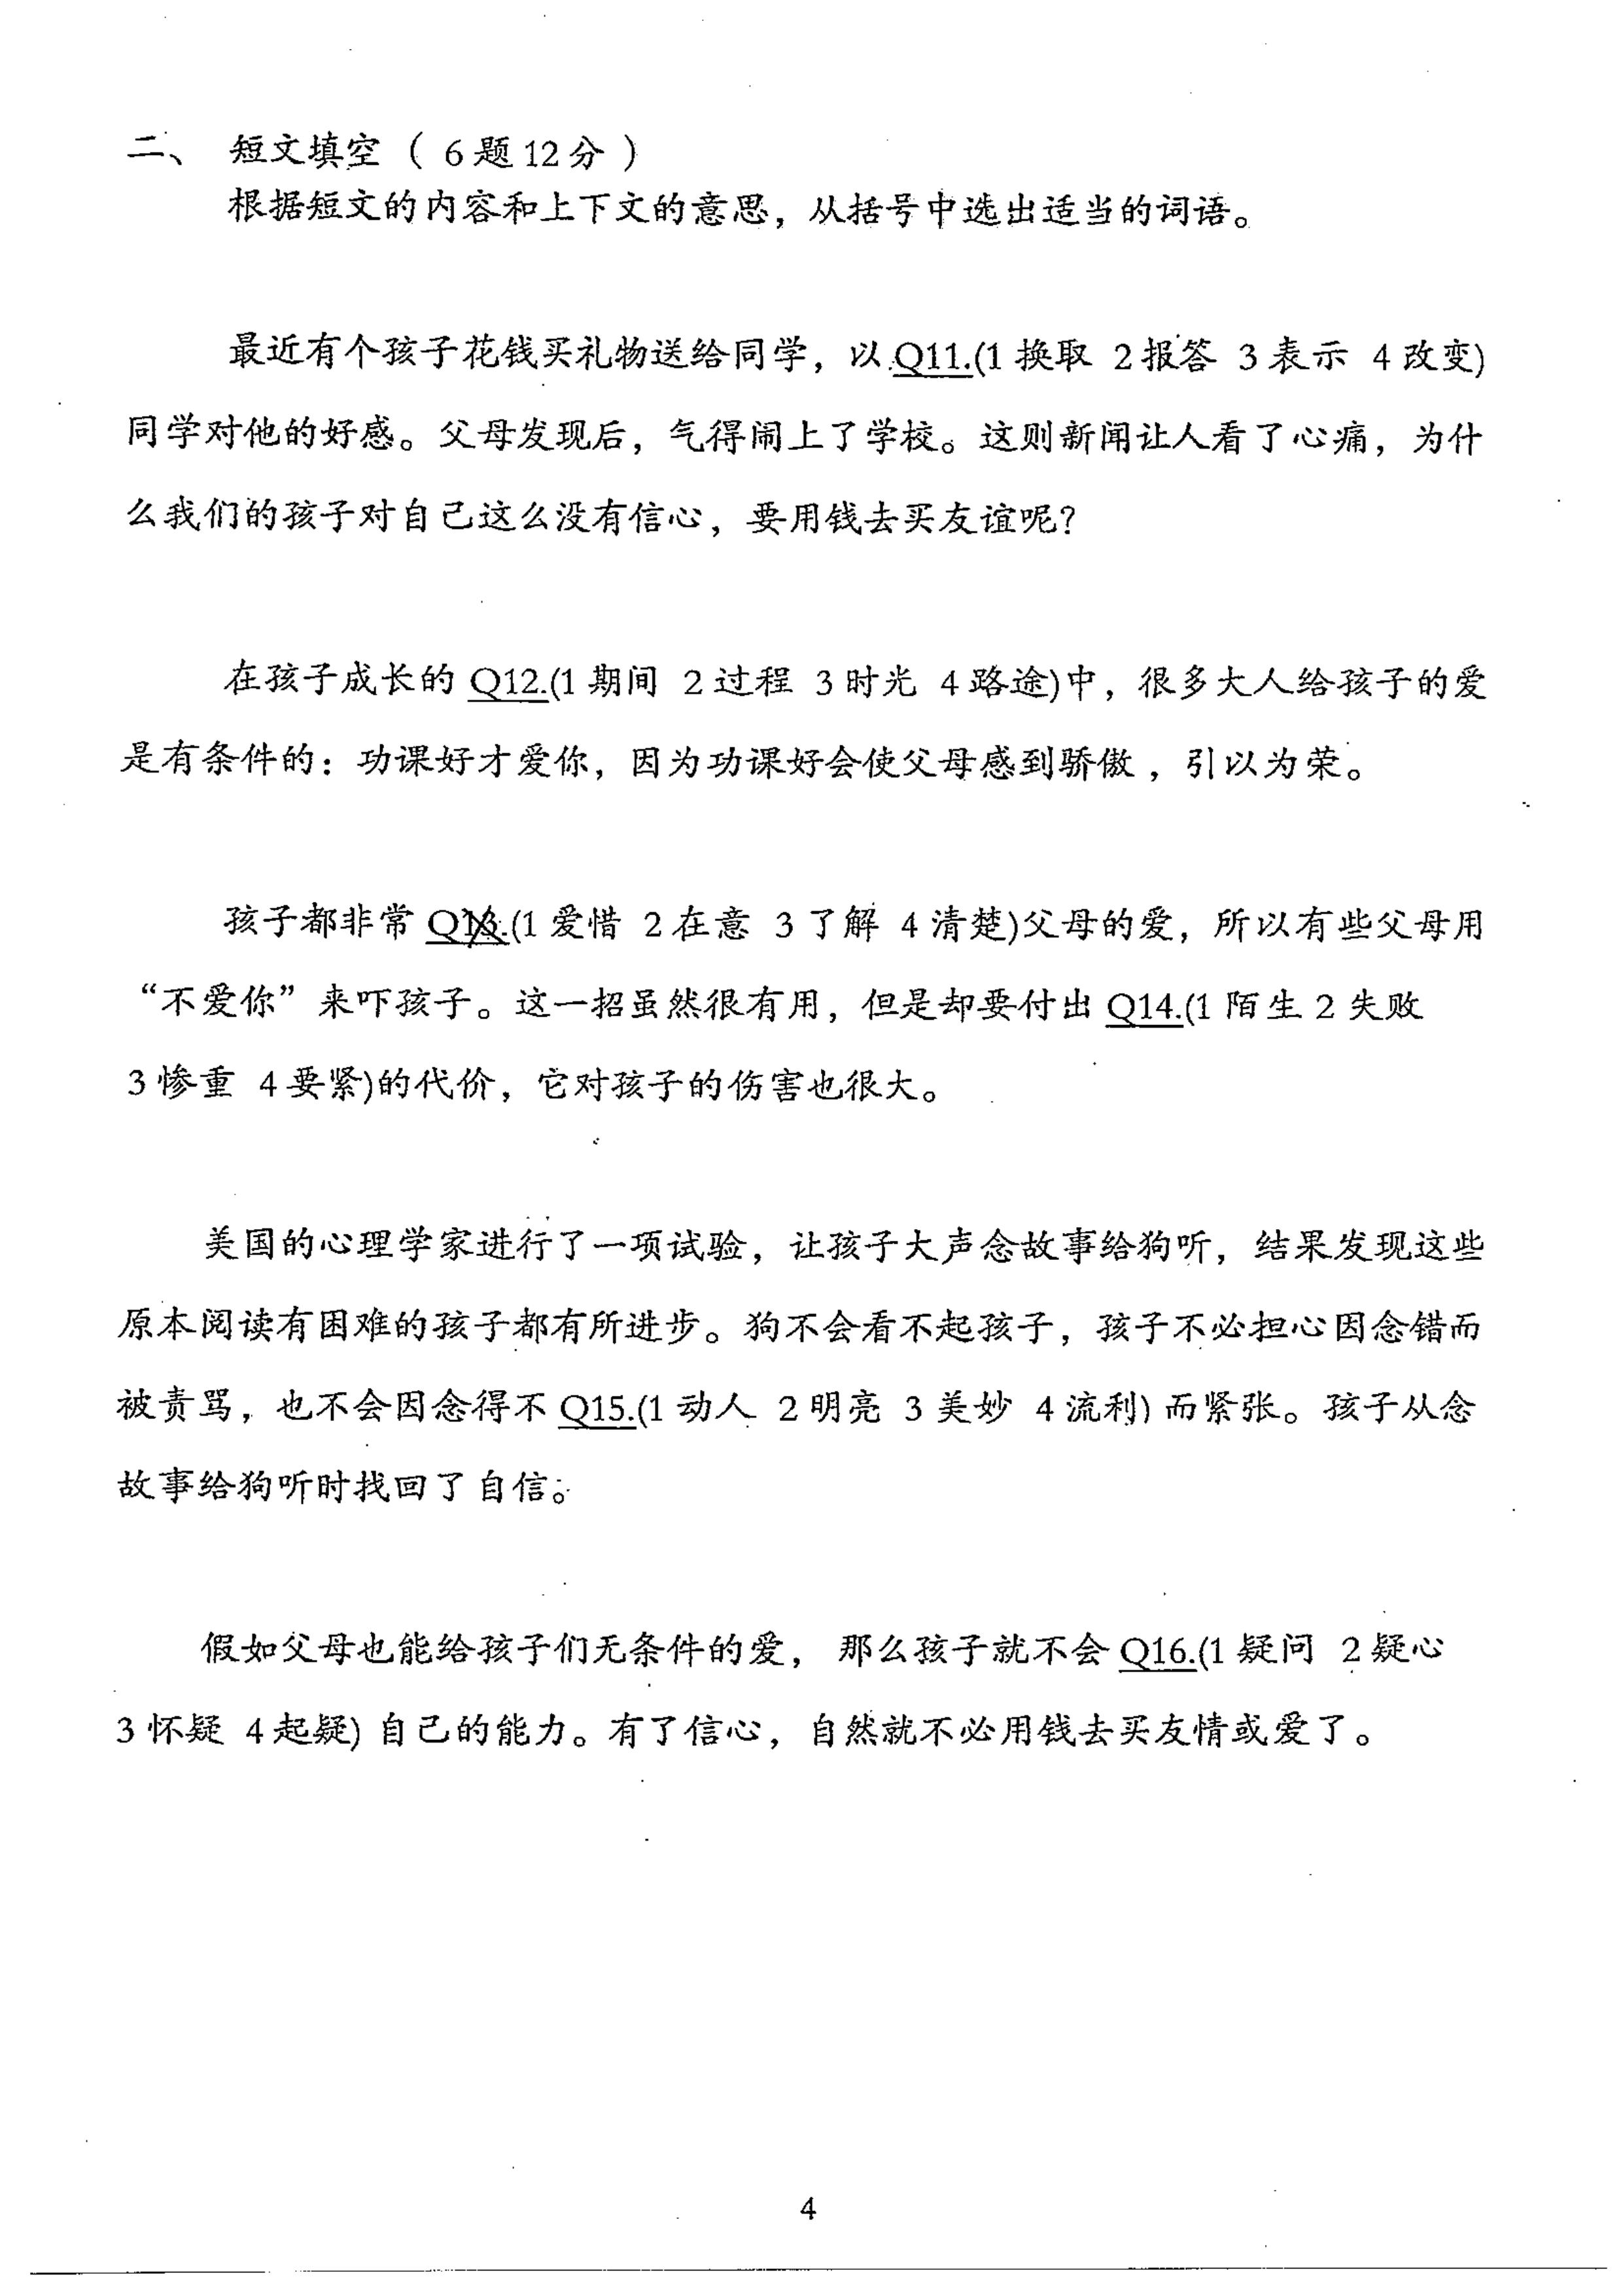 二、 短文填空（6题12分）
根据短文的内容和上下文的意思，从括号中选出适当的词语。
最近有个孩子花钱买礼物送给同学，以 Q11.(1 换取 2 报答 3 表示 4 改变)
同学对他的好感。父母发现后，气得闹上了学校。这则新闻让人看了心痛，为什
么我们的孩子对自己这么没有信心，要用钱去买友谊呢？
在孩子成长的 Q12.(1 期间 2 过程 3 时光 4 路途)中，很多大人给孩子的爱
是有条件的：功课好才爱你，因为功课好会使父母感到骄傲，引以为荣。
孩子都非常 Q13.(1 爱惜 2 在意 3 了解 4 清楚)父母的爱，所以有些父母用
“不爱你”来吓孩子。这一招虽然很有用，但是却要付出 Q14.(1 陌生 2 失败
3 惨重 4 要紧)的代价，它对孩子的伤害也很大。
美国的心理学家进行了一项试验，让孩子大声念故事给狗听，结果发现这些
原本阅读有困难的孩子都有所进步。狗不会看不起孩子，孩子不必担心因念错而
被责骂，也不会因念得不 Q15.(1 动人 2 明亮 3 美妙 4 流利) 而紧张。孩子从念
故事给狗听时找回了自信。
假如父母也能给孩子们无条件的爱，那么孩子就不会 Q16.(1 疑问 2 疑心
3 怀疑 4 起疑) 自己的能力。有了信心，自然就不必用钱去买友情或爱了。
4